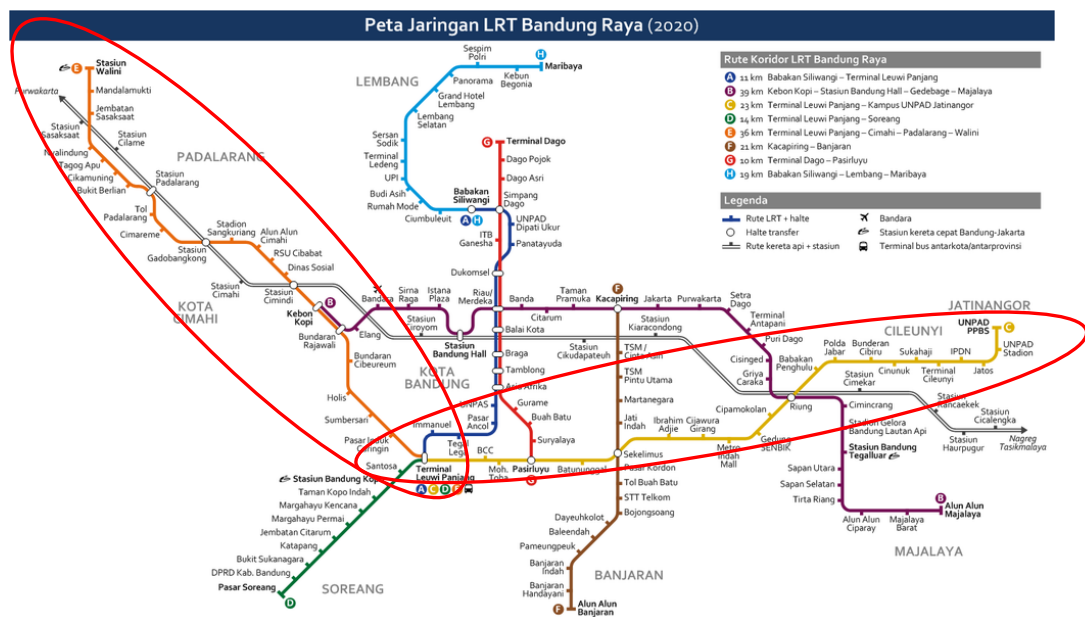 Peta Jaringan LRT Bandung Raya (2020)
Rute Koridor LRT Bandung Raya
A 11 km Babakan Siliwangi – Terminal Leuwi Panjang
B 39 km Kebon Kopi – Stasiun Bandung Hall – Gedebage – Majalaya
C 23 km Terminal Leuwi Panjang – Kampus UNPAD Jatinangor
D 14 km Terminal Leuwi Panjang – Soreang
E 36 km Terminal Leuwi Panjang – Cimahi – Padalarang – Walini
F 21 km Kacapiring – Banjaran
G 10 km Terminal Dago – Pasirluyu
H 19 km Babakan Siliwangi – Lembang – Maribaya
Legenda
Rute LRT + halte
Halte transfer
Rute kereta api + stasiun
Bandara
Stasiun kereta cepat Bandung-Jakarta
Terminal bus antarkota/antarprovinsi
E
Stasiun
Walini
Mandalamukti
Jembatan
Sasaksaat
Purwakarta
Stasiun
Sasaksaat
Stasiun
Cilame
Nyalindung
Tagog Apu
Cikamuning
Bukit Berlian
PADALARANG
Stasiun
Padalarang
Tol
Padalarang
Cimareme
Stasiun
Gadobangkong
Stadion
Sangkuriang
Alun Alun
Cimahi
RSU Cibabat
Dinas Sosial
Stasiun
Cimahi
Stasiun
Cimindi
KOTA
CIMAHI
Kebon
Kopi
B
Bundaran
Rajawali
Elang
Bundaran
Cibeureum
Holis
Sumbersari
Caringin
Bandara
Sirna
Raga
Istana
Plaza
Stasiun
Ciroyom
Stasiun
Bandung Hall
KOTA
BANDUNG
Riau/
Merdeka
Banda
Citarum
Taman
Pramuka
F
Kacapiring
Jakarta
Purwakarta
Setra
Dago
Terminal
Antapani
Puri Dago
Cisinged
Griya
Caraka
Stasiun
Cikudapateuh
Stasiun
Kiaracondong
LEMBANG
Sespim
Polri
H
Maribaya
Kebun
Begonia
Panorama
Grand Hotel
Lembang
Lembang
Selatan
Sersan
Sodik
Terminal
Ledeng
UPI
Budi Asih
Rumah Mode
Ciumbuleuit
Babakan
Siliwangi
A H
G
Terminal Dago
Dago Pojok
Dago Asri
Simpang
Dago
UNPAD
Dipati Ukur
Panatayuda
ITB
Ganesha
Dukomsel
Balai Kota
Braga
Tamblong
Asia Afrika
UNPAS
Pasar
Ancol
Tegal
Lega
Immanuel
Gurame
Buah Batu
Suryalaya
Pasirluyu
G
Terminal
Leuwi Panjang
A C D E
BCC
Moh.
Toha
Batununggal
Sekelimus
TSM /
TSM
Pintu Utama
Martanegara
Jati
Indah
Pasar Kordon
Tol Buah Batu
STT Telkom
Bojongsoang
Dayeuhkolot
Baleendah
Pameungpeuk
Banjaran
Indah
Banjaran
Handayani
F
Alun Alun
Banjaran
BANJARAN
Ibrahim
Adjie
Cijawura
Girang
Metro
Indah
Mall
Gedung
SENBIK
Cipamokolan
Riung
Babakan
Penghulu
Polda
Jabar
Bunderan
Cibiru
Cinunuk
Sukahaji
Terminal
Cileunyi
IPDN
Jatos
UNPAD
Stadion
UNPAD
PPBS
C
CILEUNYI
JATINANGOR
Stasiun
Cimekar
Stasiun
Rancaekek
Stasiun
Haurpugur
Stasiun
Cicalengka
Nagreg
Tasikmalaya
Cimincrang
Stadion Gelora
Bandung Lautan Api
Stasiun Bandung
Tegalluar
Sapan Utara
Sapan Selatan
Tirta Riang
Alun Alun
Ciparay
Majalaya
Barat
B
Alun Alun
Majalaya
MAJALAYA
Santosa
Stasiun Bandung Kopo
Taman Kopo Indah
Margahayu Kencana
Margahayu Permai
Jembatan Citarum
Katapang
Bukit Sukanagara
DPRD Kab. Bandung
Pasar Soreang
D
SOREANG